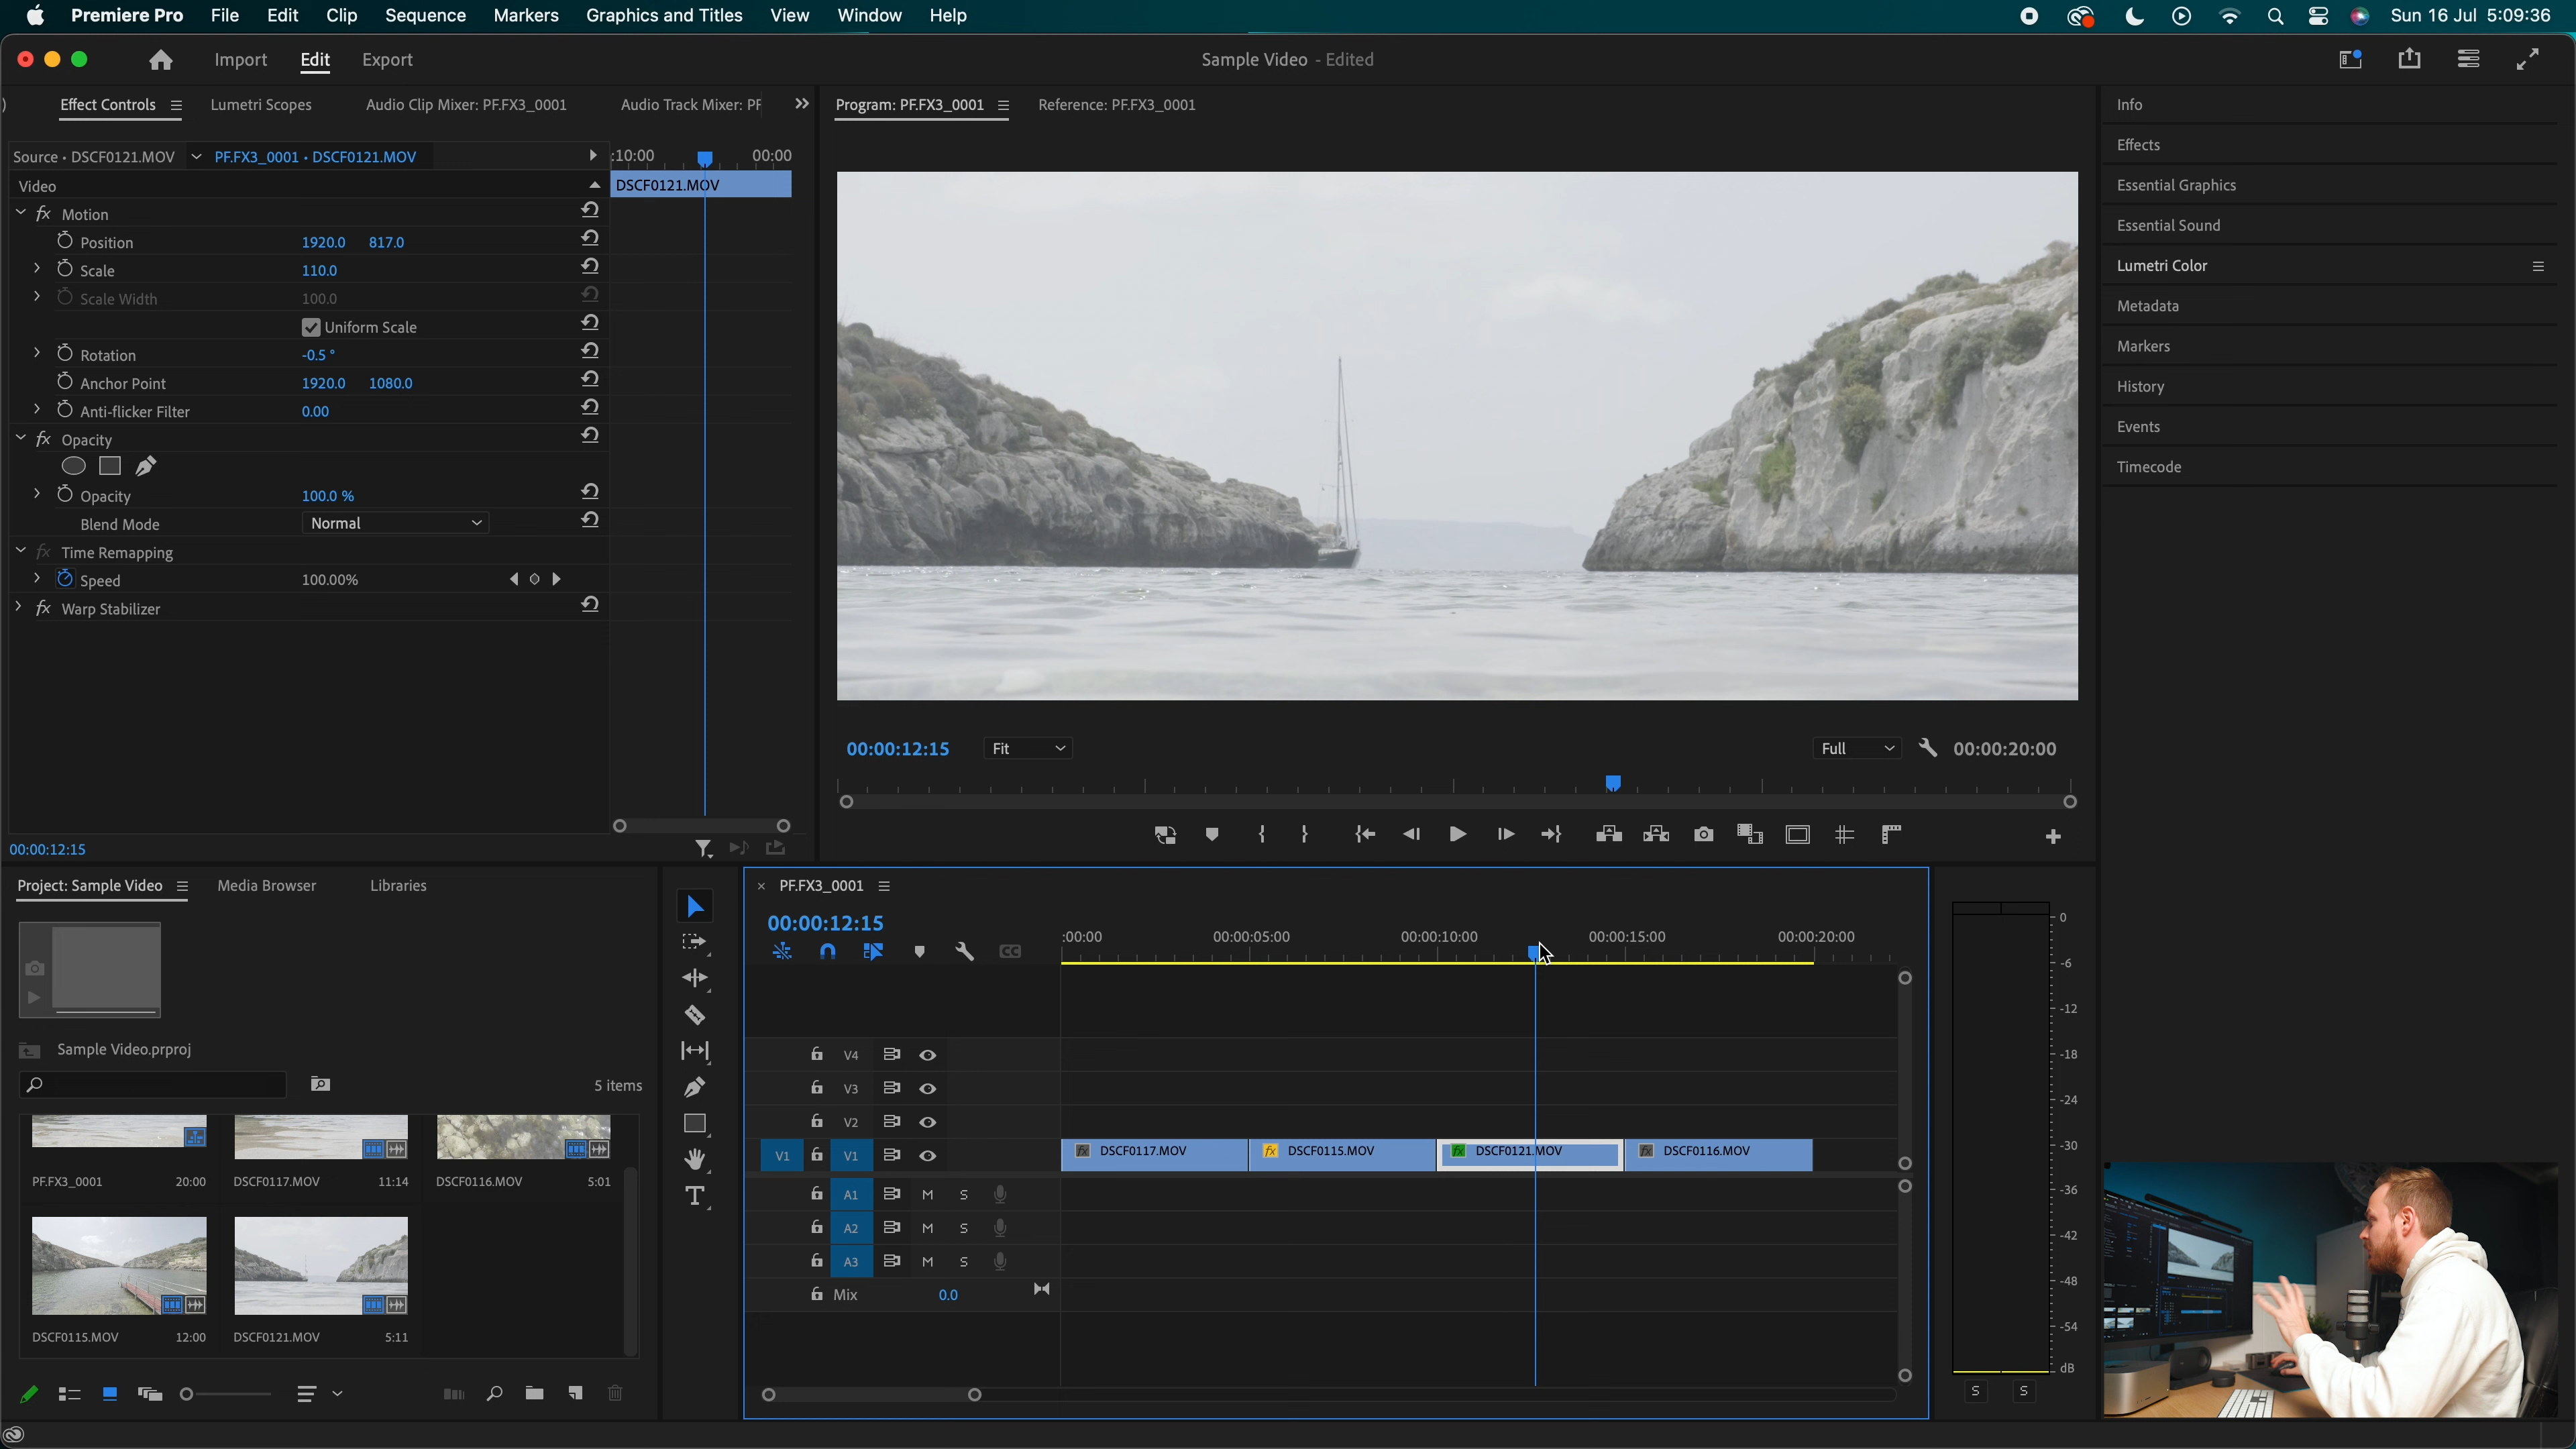 Premiere Pro File Edit Clip Sequence Markers Graphics and Titles View Window Help Sun 16 Jul 5:09:36
Import Edit Export Sample Video - Edited
Effect Controls Lumetri Scopes Audio Clip Mixer: PF.FX3_0001 Audio Track Mixer: PF
Source • DSCF0121.MOV PF.FX3_0001 • DSCF0121.MOV
:10:00 00:00
Video
DSCF0121.MOV
fx Motion
Position 1920.0 817.0
Scale 110.0
Scale Width 100.0
Uniform Scale
Rotation -0.5 °
Anchor Point 1920.0 1080.0
Anti-flicker Filter 0.00
fx Opacity
Opacity 100.0 %
Blend Mode Normal
fx Time Remapping
Speed 100.00%
fx Warp Stabilizer
00:00:12:15
Program: PF.FX3_0001 Reference: PF.FX3_0001
00:00:12:15 Fit Full 00:00:20:00
Info
Effects
Essential Graphics
Essential Sound
Lumetri Color
Metadata
Markers
History
Events
Timecode
Project: Sample Video Media Browser Libraries
Sample Video.prproj
5 items
PF.FX3_0001 20:00 DSCF0117.MOV 11:14 DSCF0116.MOV 5:01
DSCF0115.MOV 12:00 DSCF0121.MOV 5:11
T
× PF.FX3_0001
00:00:12:15
CC
:00:00 00:00:05:00 00:00:10:00 00:00:15:00 00:00:20:00
V4
V3
V2
V1 V1 fx DSCF0117.MOV fx DSCF0115.MOV fx DSCF0121.MOV fx DSCF0116.MOV
A1 M S
A2 M S
A3 M S
Mix 0.0
0
-6
-12
-18
-24
-30
-36
-42
-48
-54
dB
S S